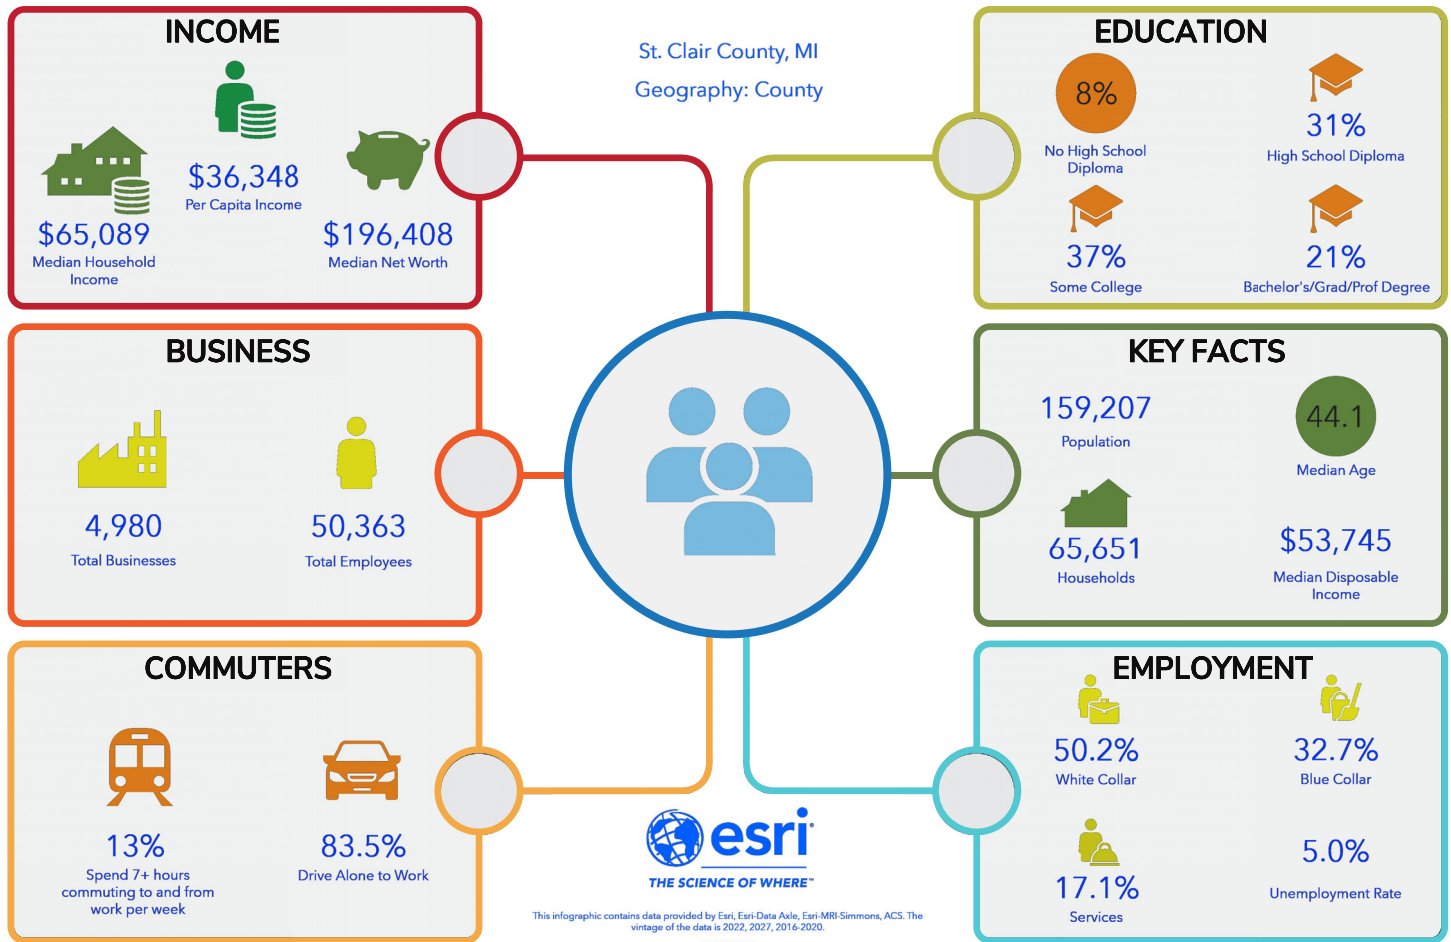 St. Clair County, MI
Geography: County
INCOME
$36,348
Per Capita Income
$65,089
Median Household
Income
$196,408
Median Net Worth
EDUCATION
8%
No High School
Diploma
31%
High School Diploma
37%
Some College
21%
Bachelor's/Grad/Prof Degree
BUSINESS
4,980
Total Businesses
50,363
Total Employees
KEY FACTS
159,207
Population
44.1
Median Age
65,651
Households
$53,745
Median Disposable
Income
COMMUTERS
13%
Spend 7+ hours
commuting to and from
work per week
83.5%
Drive Alone to Work
EMPLOYMENT
50.2%
White Collar
32.7%
Blue Collar
17.1%
Services
5.0%
Unemployment Rate
esri
THE SCIENCE OF WHERE™
This infographic contains data provided by Esri, Esri-Data Axle, Esri-MRI-Simmons, ACS. The
vintage of the data is 2022, 2027, 2016-2020.